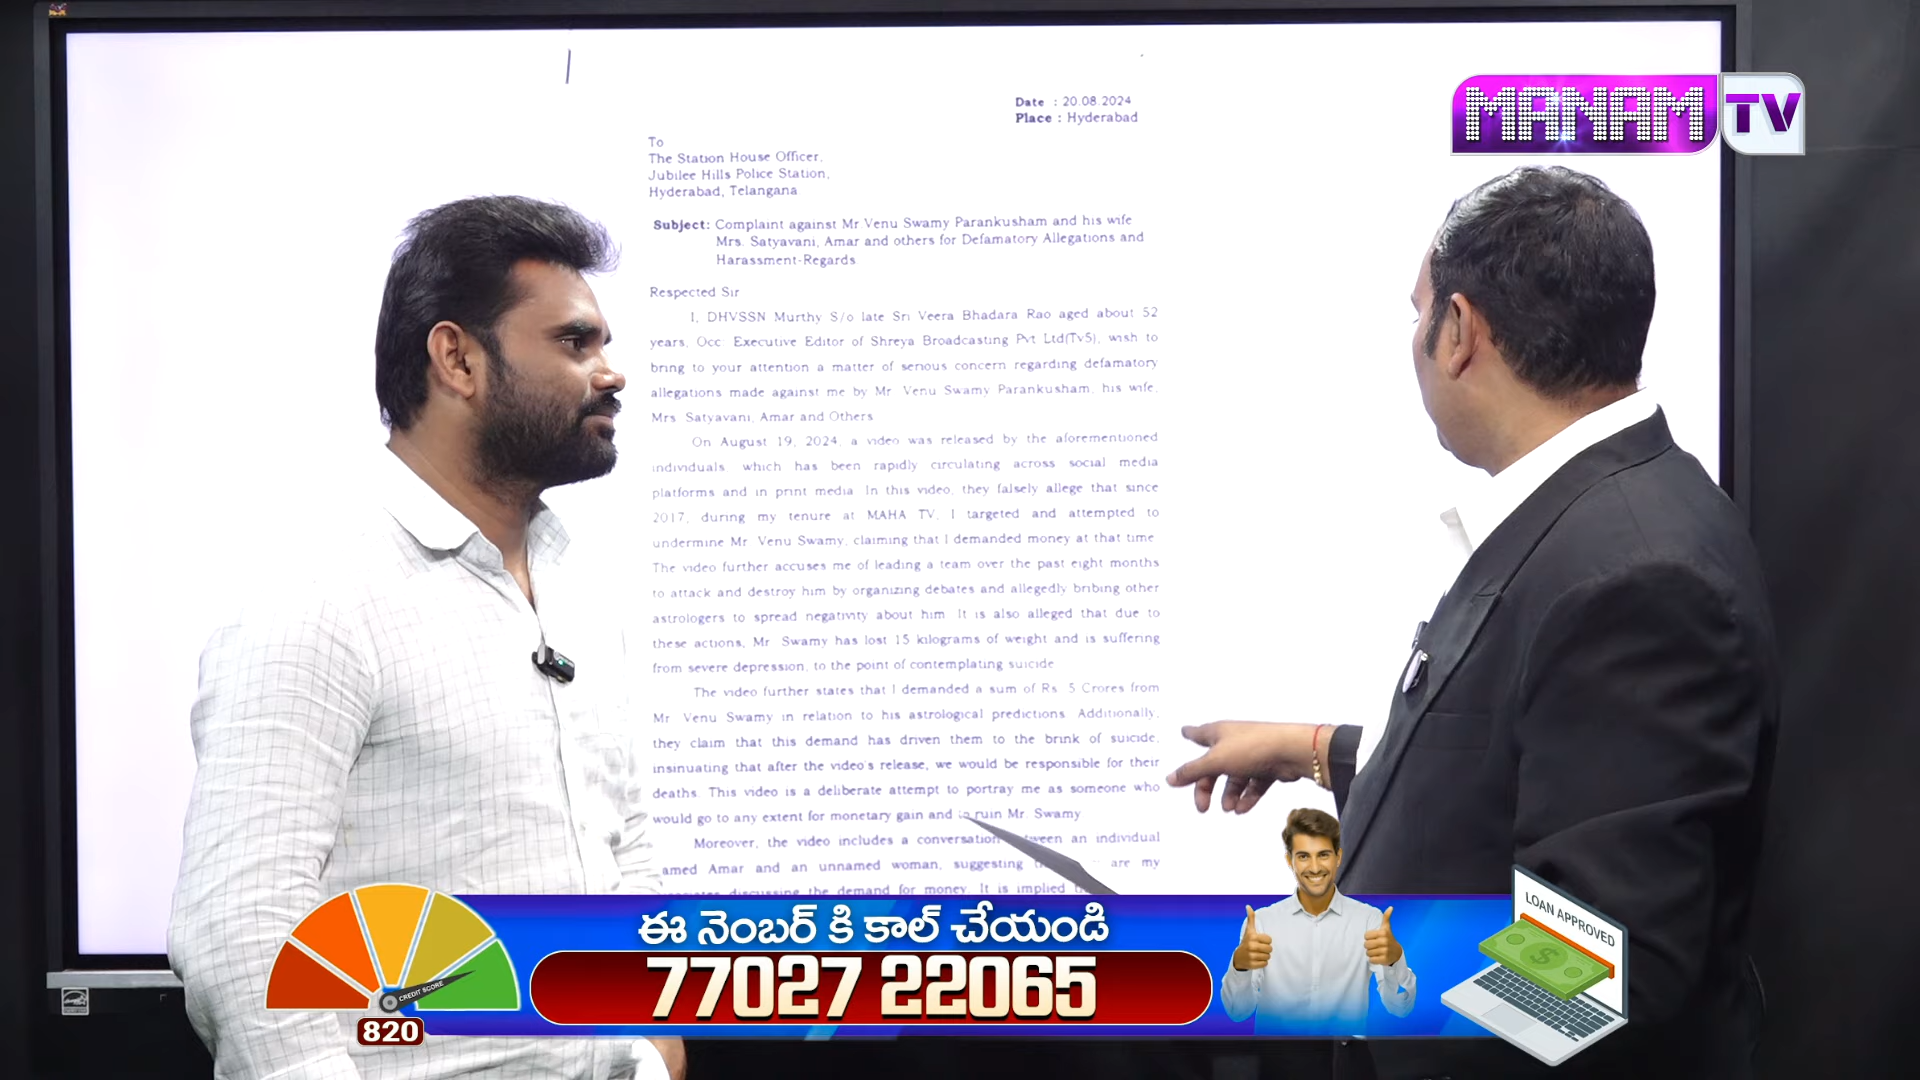 MANAM TV
Date : 20.08.2024
Place : Hyderabad
To
The Station House Officer,
Jubilee Hills Police Station,
Hyderabad, Telangana
Subject: Complaint against Mr Venu Swamy Parankusham and his wife
Mrs. Satyavani, Amar and others for Defamatory Allegations and
Harassment-Regards
Respected Sir
I, DHVSSN Murthy S/o late Sri Veera Bhadara Rao aged about 52
years, Occ: Executive Editor of Shreya Broadcasting Pvt Ltd(Tv5), wish to
bring to your attention a matter of serious concern regarding defamatory
allegations made against me by Mr Venu Swamy Parankusham, his wife,
Mrs Satyavani, Amar and Others
On August 19, 2024, a video was released by the aforementioned
individuals, which has been rapidly circulating across social media
platforms and in print media. In this video, they falsely allege that since
2017, during my tenure at MAHA TV, I targeted and attempted to
undermine Mr Venu Swamy, claiming that I demanded money at that time
The video further accuses me of leading a team over the past eight months
to attack and destroy him by organizing debates and allegedly bribing other
astrologers to spread negativity about him. It is also alleged that due to
these actions, Mr Swamy has lost 15 kilograms of weight and is suffering
from severe depression, to the point of contemplating suicide
The video further states that I demanded a sum of Rs. 5 Crores from
Mr Venu Swamy in relation to his astrological predictions. Additionally,
they claim that this demand has driven them to the brink of suicide,
insinuating that after the video's release, we would be responsible for their
deaths. This video is a deliberate attempt to portray me as someone who
would go to any extent for monetary gain and to ruin Mr. Swamy
Moreover, the video includes a conversation between an individual
named Amar and an unnamed woman, suggesting are my
discussing the demand for money. It is implied
ఈ నెంబర్ కి కాల్ చేయండి
77027 22065
CREDIT SCORE
820
LOAN APPROVED